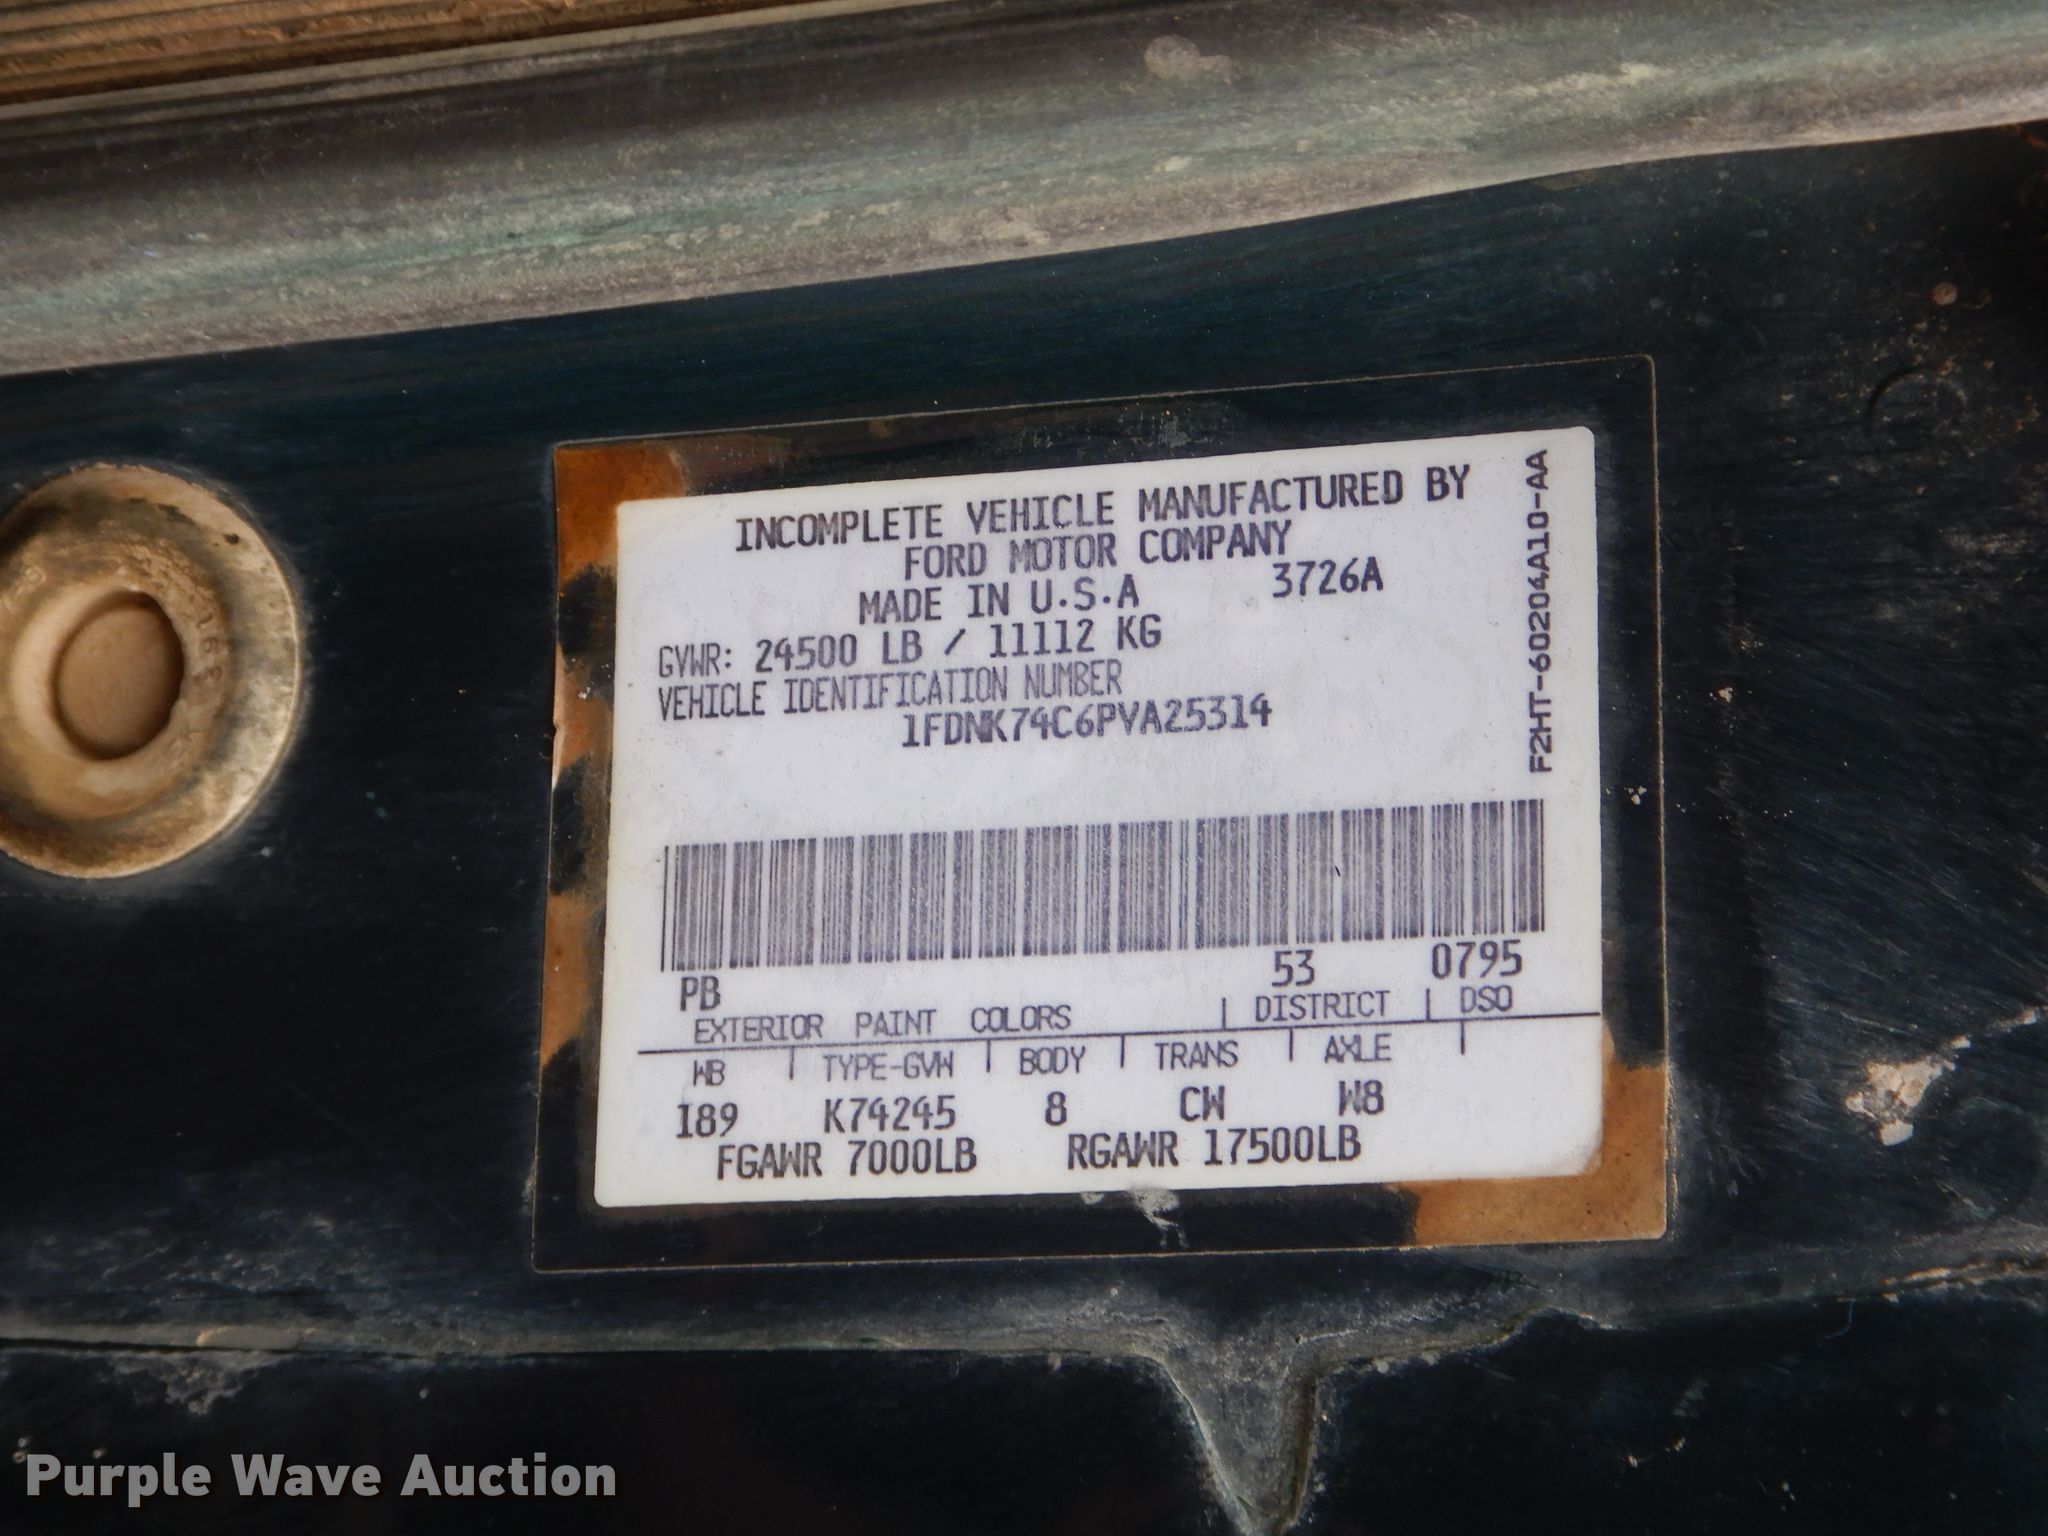 INCOMPLETE VEHICLE MANUFACTURED BY
FORD MOTOR COMPANY
MADE IN U.S.A 3726A
GVWR: 24500 LB / 11112 KG
VEHICLE IDENTIFICATION NUMBER
1FDNK74C6PVA25314
F2HT-60204A10-AA
PB 53 0795
EXTERIOR PAINT COLORS DISTRICT DSO
WB TYPE-GVW BODY TRANS AXLE
189 K74245 8 CW W8
FGAWR 7000LB RGAWR 17500LB
Purple Wave Auction